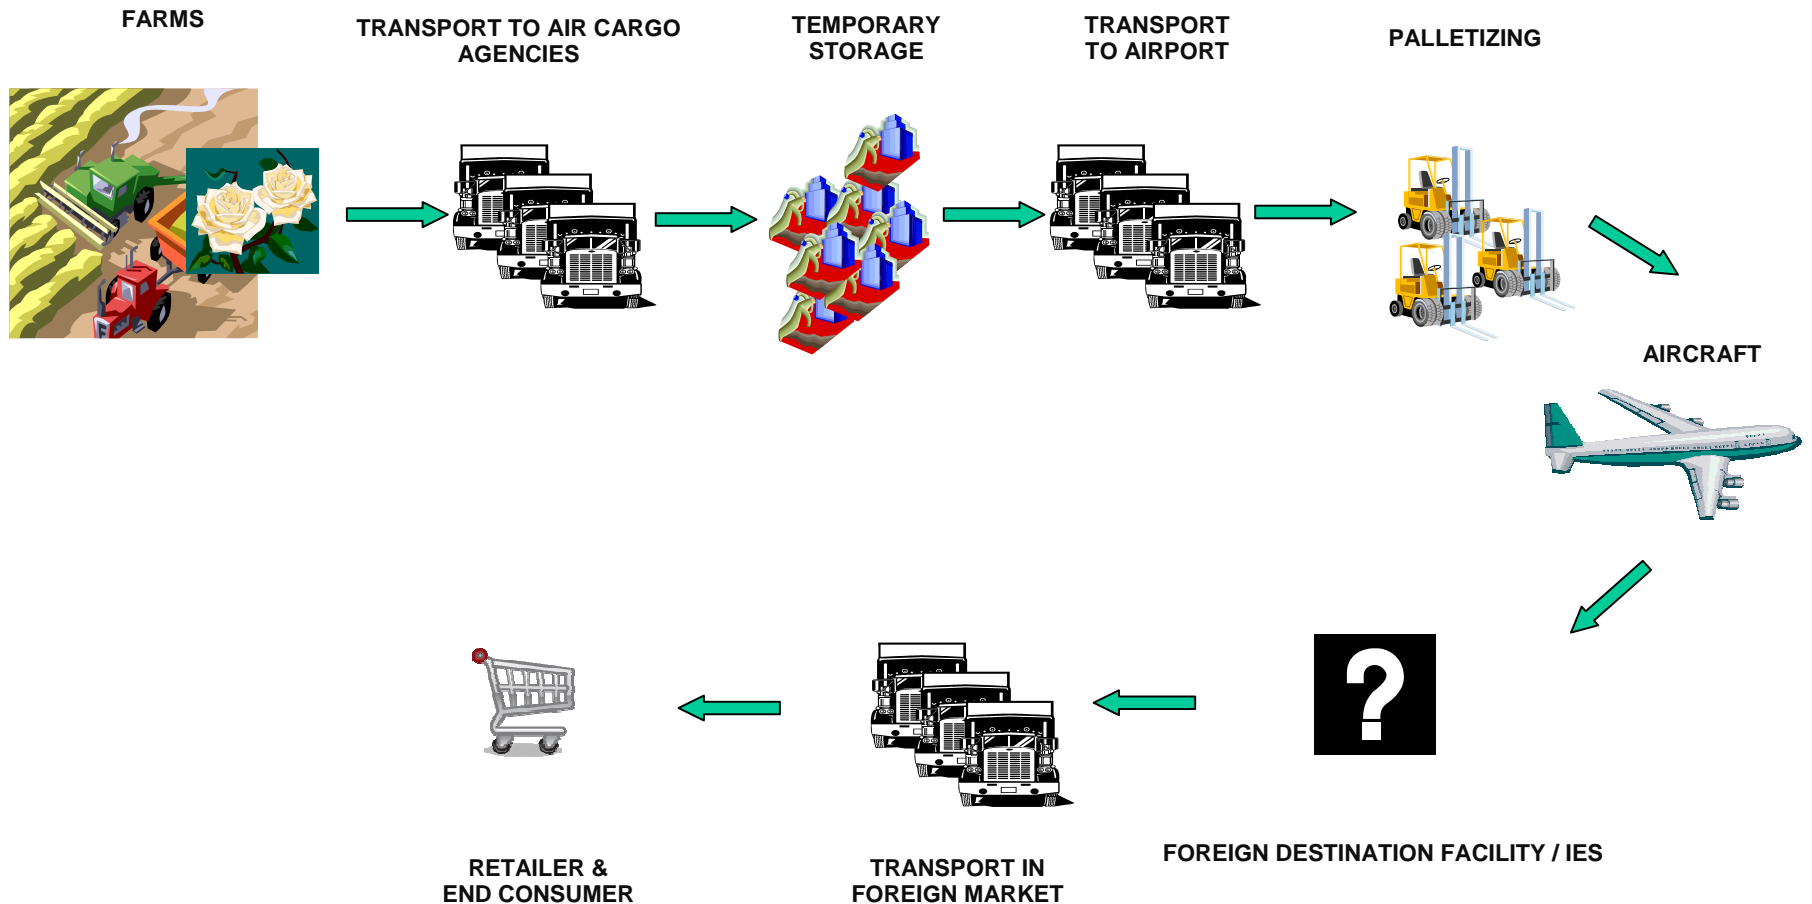 FARMS
TRANSPORT TO AIR CARGO
AGENCIES
TEMPORARY
STORAGE
TRANSPORT
TO AIRPORT
PALLETIZING
AIRCRAFT
?
FOREIGN DESTINATION FACILITY / IES
TRANSPORT IN
FOREIGN MARKET
RETAILER &
END CONSUMER